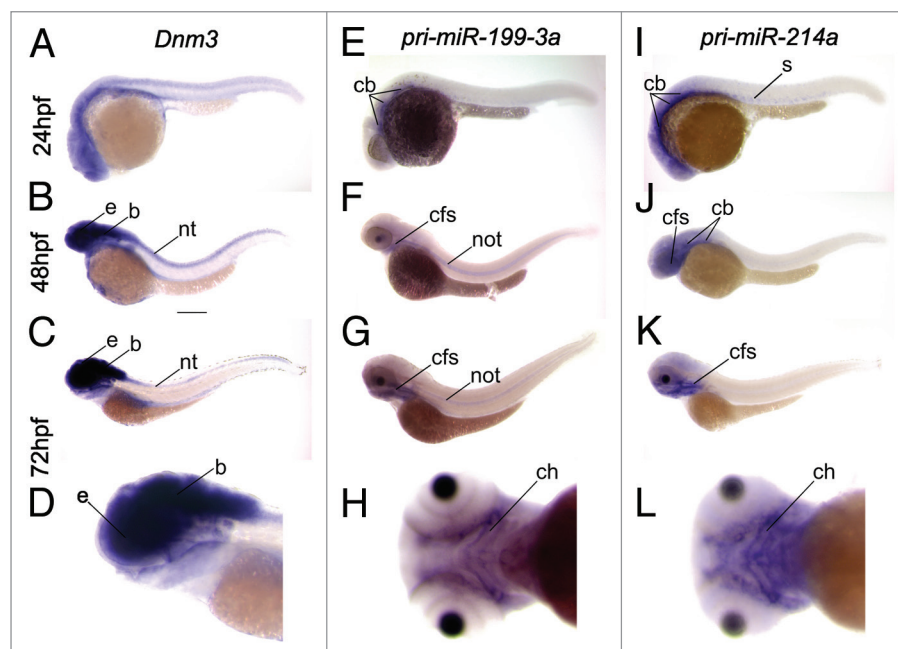 Dnm3
pri-miR-199-3a
pri-miR-214a
24hpf
48hpf
72hpf
A
B
e
b
nt
C
e
b
nt
D
e
b
E
cb
F
cfs
not
G
cfs
not
H
ch
I
cb
s
J
cfs
cb
K
cfs
L
ch